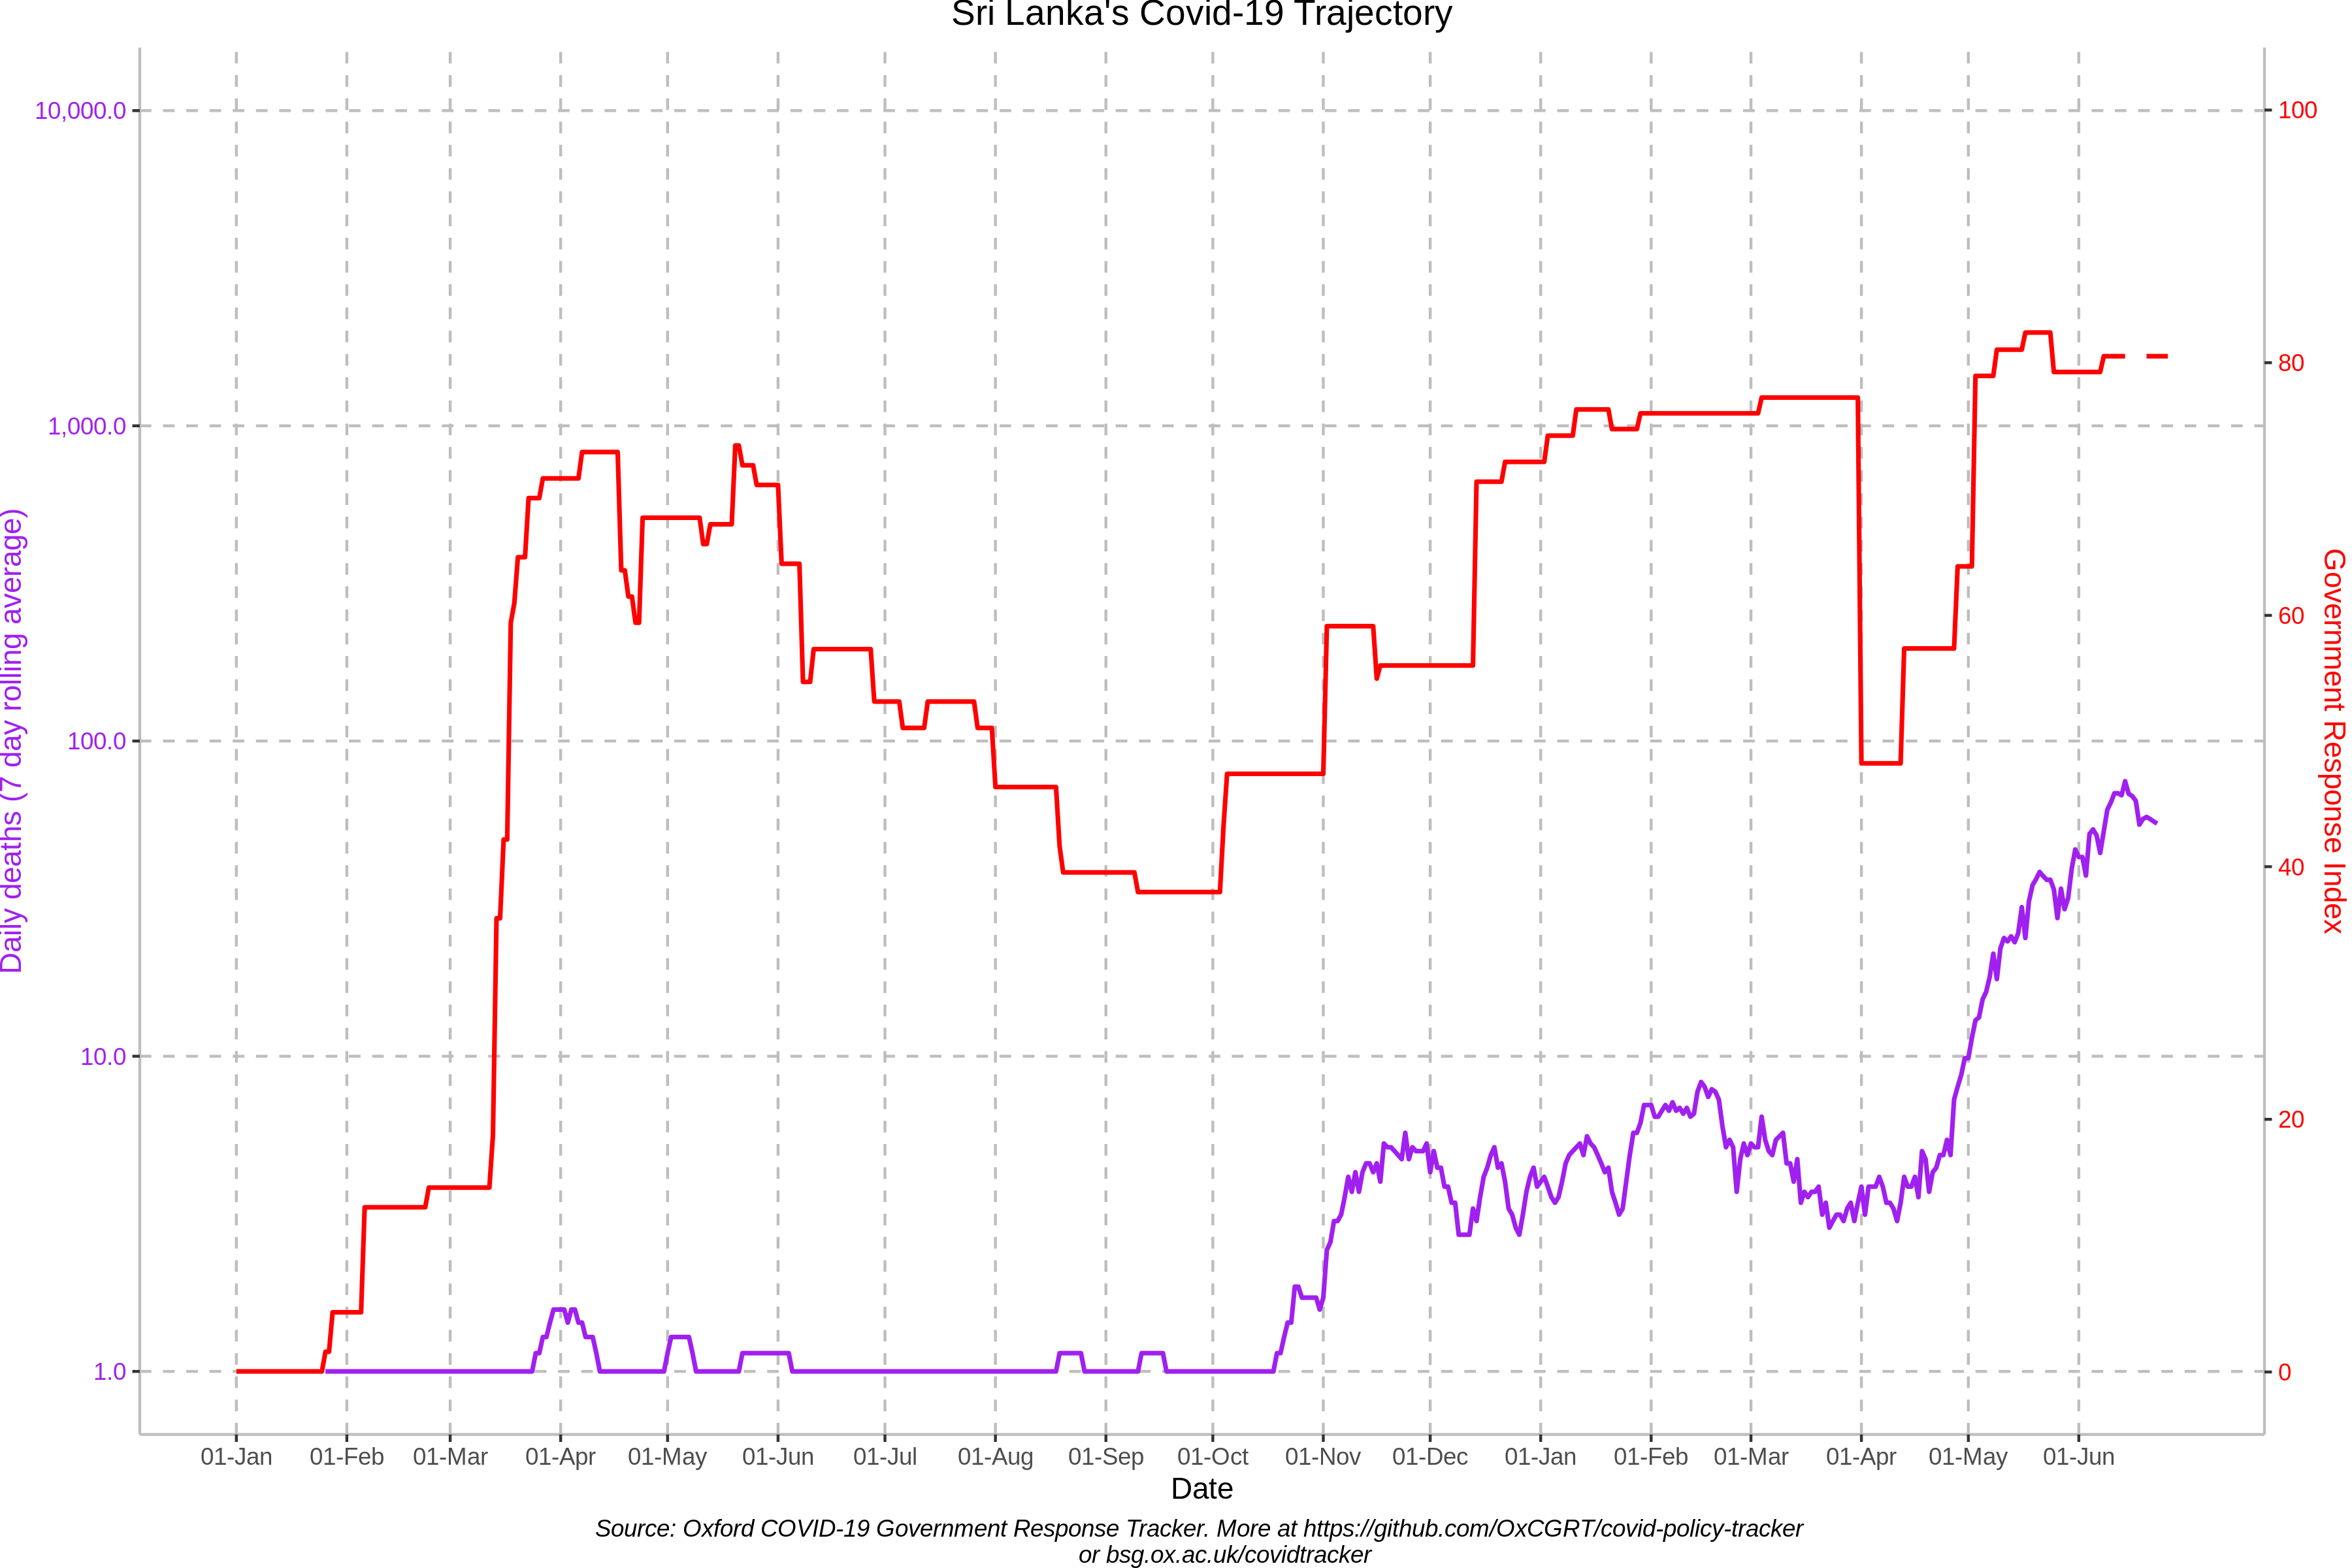 Sri Lanka's Covid-19 Trajectory
10,000.0
1,000.0
100.0
10.0
1.0
Daily deaths (7 day rolling average)
100
80
60
40
20
0
Government Response Index
01-Jan 01-Feb 01-Mar 01-Apr 01-May 01-Jun 01-Jul 01-Aug 01-Sep 01-Oct 01-Nov 01-Dec 01-Jan 01-Feb 01-Mar 01-Apr 01-May 01-Jun
Date
Source: Oxford COVID-19 Government Response Tracker. More at https://github.com/OxCGRT/covid-policy-tracker
or bsg.ox.ac.uk/covidtracker